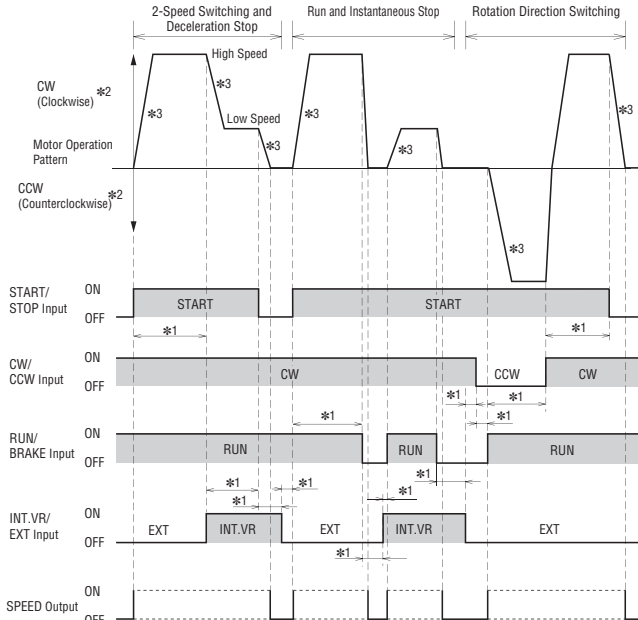 2-Speed Switching and
Deceleration Stop
Run and Instantaneous Stop
Rotation Direction Switching
High Speed
CW *2
(Clockwise)
*3
*3
*3
*3
*3
Low Speed
*3
*3
Motor Operation
Pattern
CCW *2
(Counterclockwise)
*3
START/
STOP Input
ON
OFF
START
START
*1
*1
CW/
CCW Input
ON
OFF
CW
CCW
CW
*1
*1
*1
*1
RUN/
BRAKE Input
ON
OFF
RUN
RUN
RUN
*1
*1
*1
*1
INT.VR/
EXT Input
ON
OFF
EXT
INT.VR
EXT
INT.VR
EXT
*1
*1
SPEED Output
ON
OFF